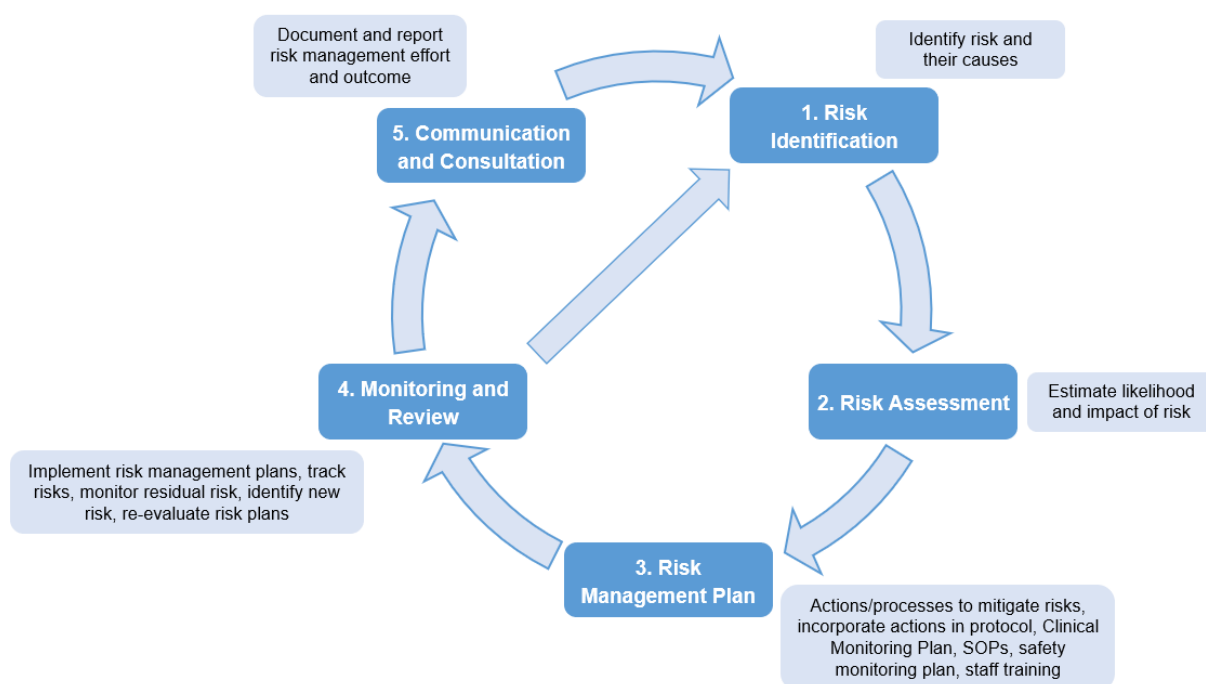 Document and report
risk management effort
and outcome
Identify risk and
their causes
1. Risk
Identification
5. Communication
and Consultation
4. Monitoring and
Review
2. Risk Assessment
Estimate likelihood
and impact of risk
Implement risk management plans, track
risks, monitor residual risk, identify new
risk, re-evaluate risk plans
3. Risk
Management Plan
Actions/processes to mitigate risks,
incorporate actions in protocol, Clinical
Monitoring Plan, SOPs, safety
monitoring plan, staff training